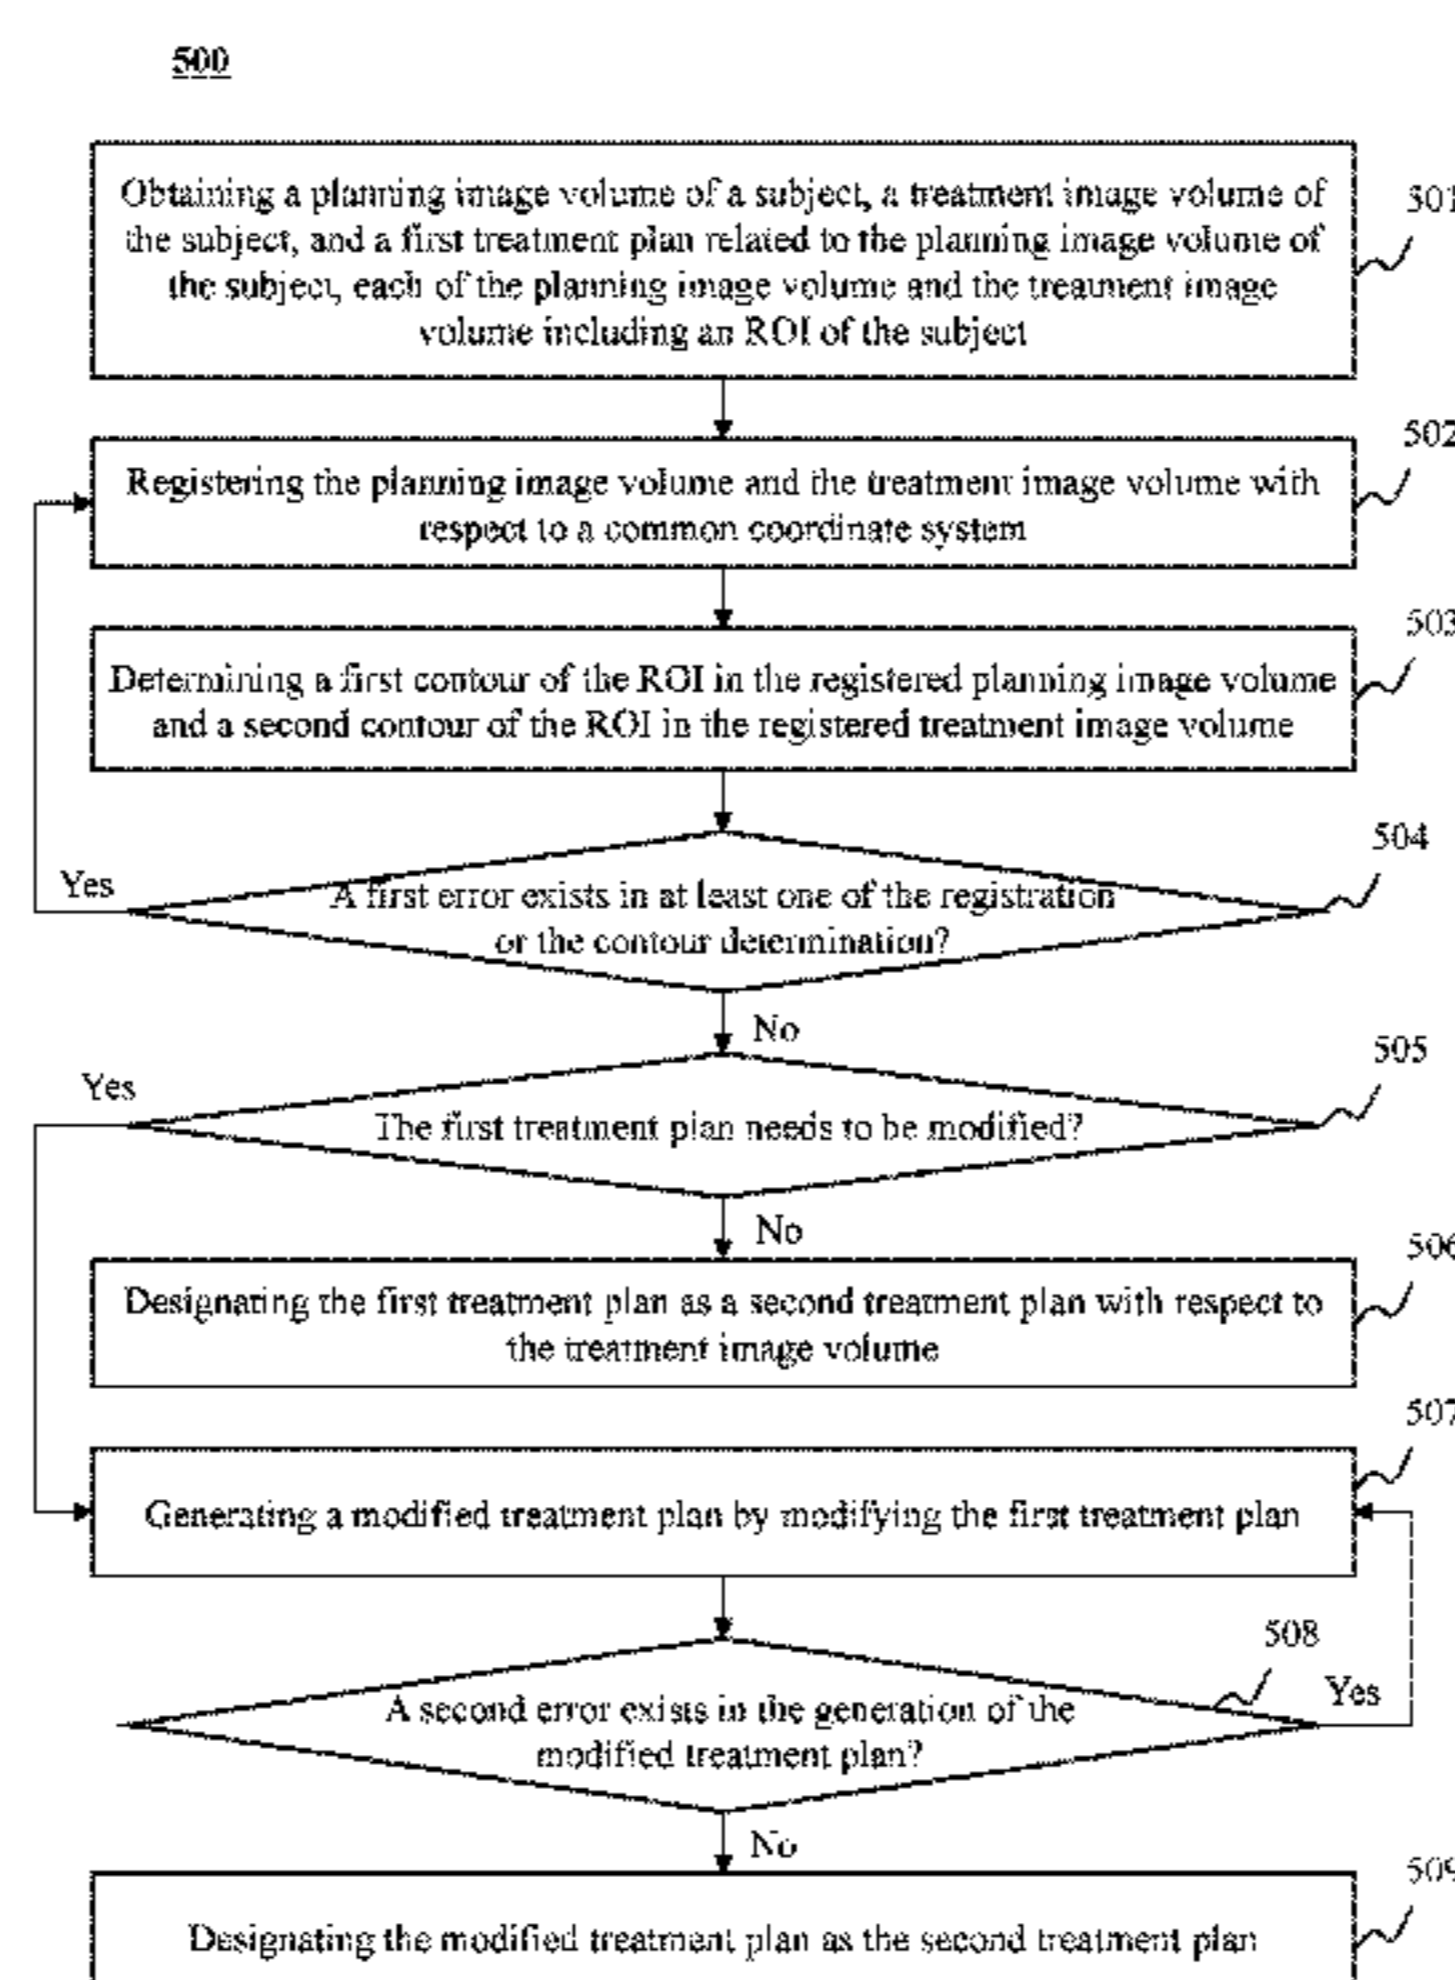 500
Obtaining a planning image volume of a subject, a treatment image volume of
the subject, and a first treatment plan related to the planning image volume of
the subject, each of the planning image volume and the treatment image
volume including an ROI of the subject
501
Registering the planning image volume and the treatment image volume with
respect to a common coordinate system
502
Determining a first contour of the ROI in the registered planning image volume
and a second contour of the ROI in the registered treatment image volume
503
A first error exists in at least one of the registration
or the contour determination?
504
Yes
No
The first treatment plan needs to be modified?
505
Yes
No
Designating the first treatment plan as a second treatment plan with respect to
the treatment image volume
506
Generating a modified treatment plan by modifying the first treatment plan
507
A second error exists in the generation of the
modified treatment plan?
508
Yes
No
Designating the modified treatment plan as the second treatment plan
509